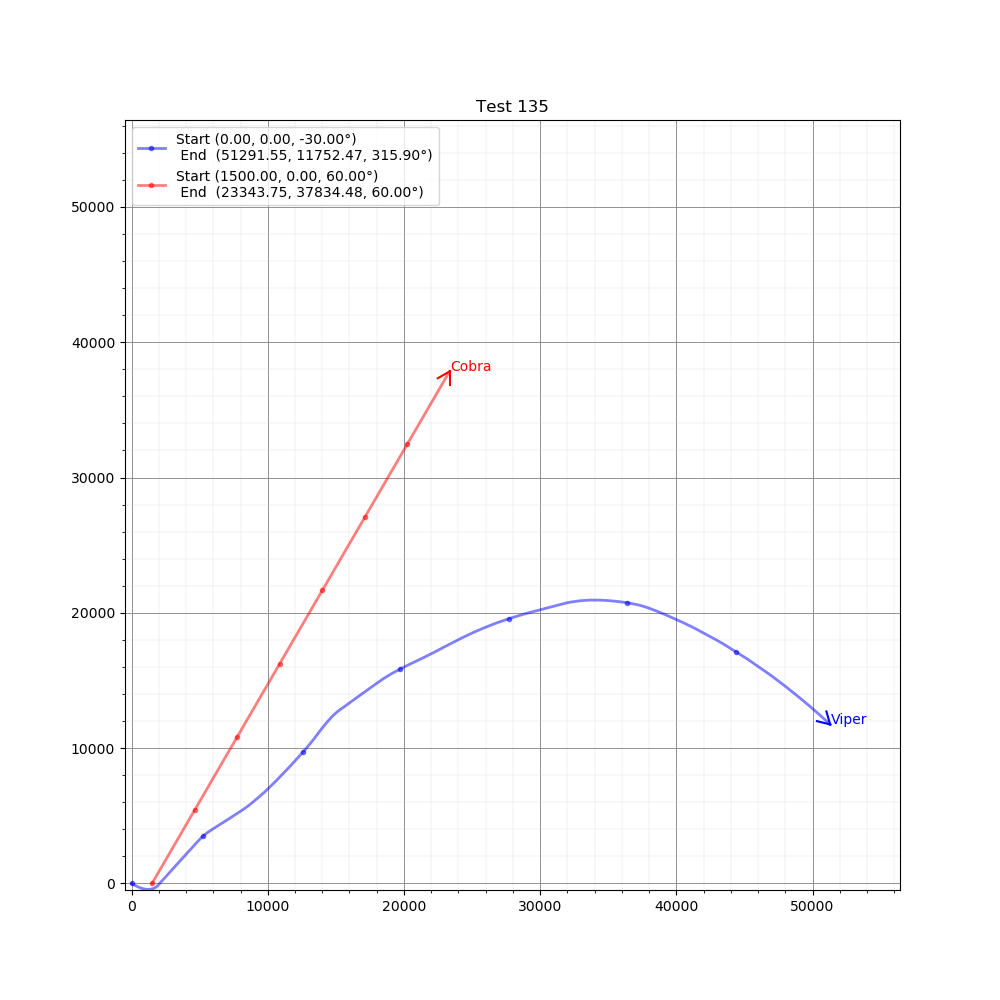 Test 135
Start (0.00, 0.00, -30.00°)
End (51291.55, 11752.47, 315.90°)
Start (1500.00, 0.00, 60.00°)
End (23343.75, 37834.48, 60.00°)
50000
40000
30000
20000
10000
0
Cobra
Viper
0 10000 20000 30000 40000 50000